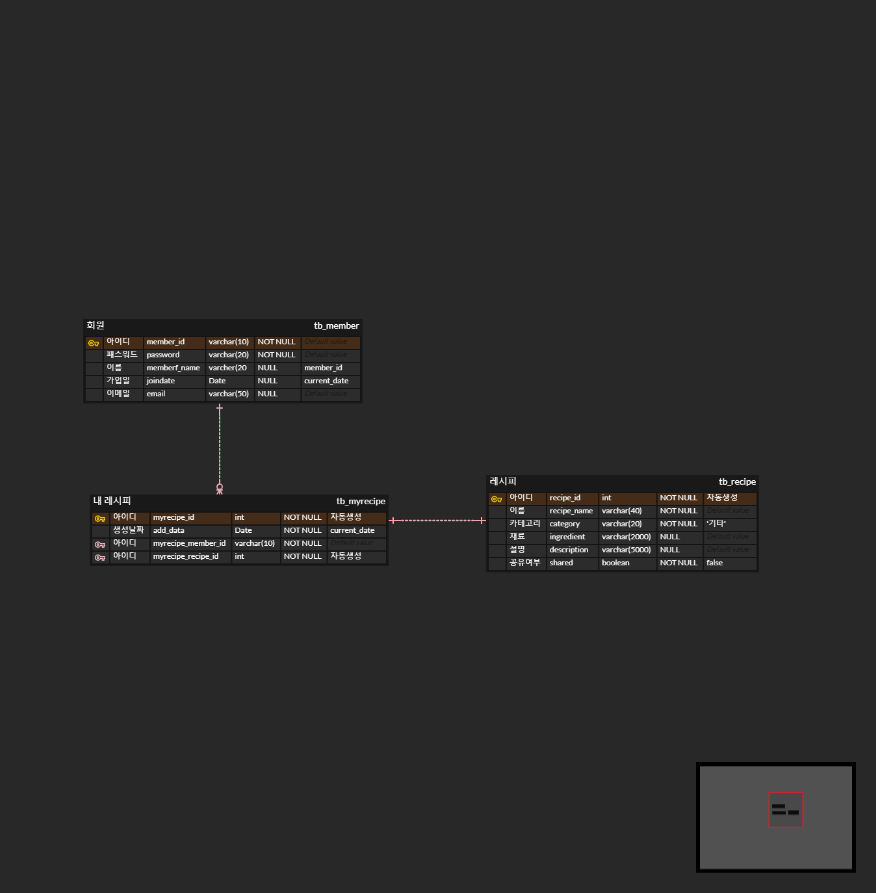 회원 tb_member
아이디 member_id varchar(10) NOT NULL Default value
패스워드 password varchar(20) NOT NULL Default value
이름 memberf_name varcher(20 NULL member_id
가입일 joindate Date NULL current_date
이메일 email varchar(50) NULL Default value
내 레시피 tb_myrecipe
아이디 myrecipe_id int NOT NULL 자동생성
생성날짜 add_data Date NOT NULL current_date
아이디 myrecipe_member_id varchar(10) NOT NULL Default value
아이디 myrecipe_recipe_id int NOT NULL 자동생성
레시피 tb_recipe
아이디 recipe_id int NOT NULL 자동생성
이름 recipe_name varchar(40) NOT NULL Default value
카테고리 category varchar(20) NOT NULL '기타'
재료 ingredient varchar(2000) NULL Default value
설명 description varchar(5000) NULL Default value
공유여부 shared boolean NOT NULL false